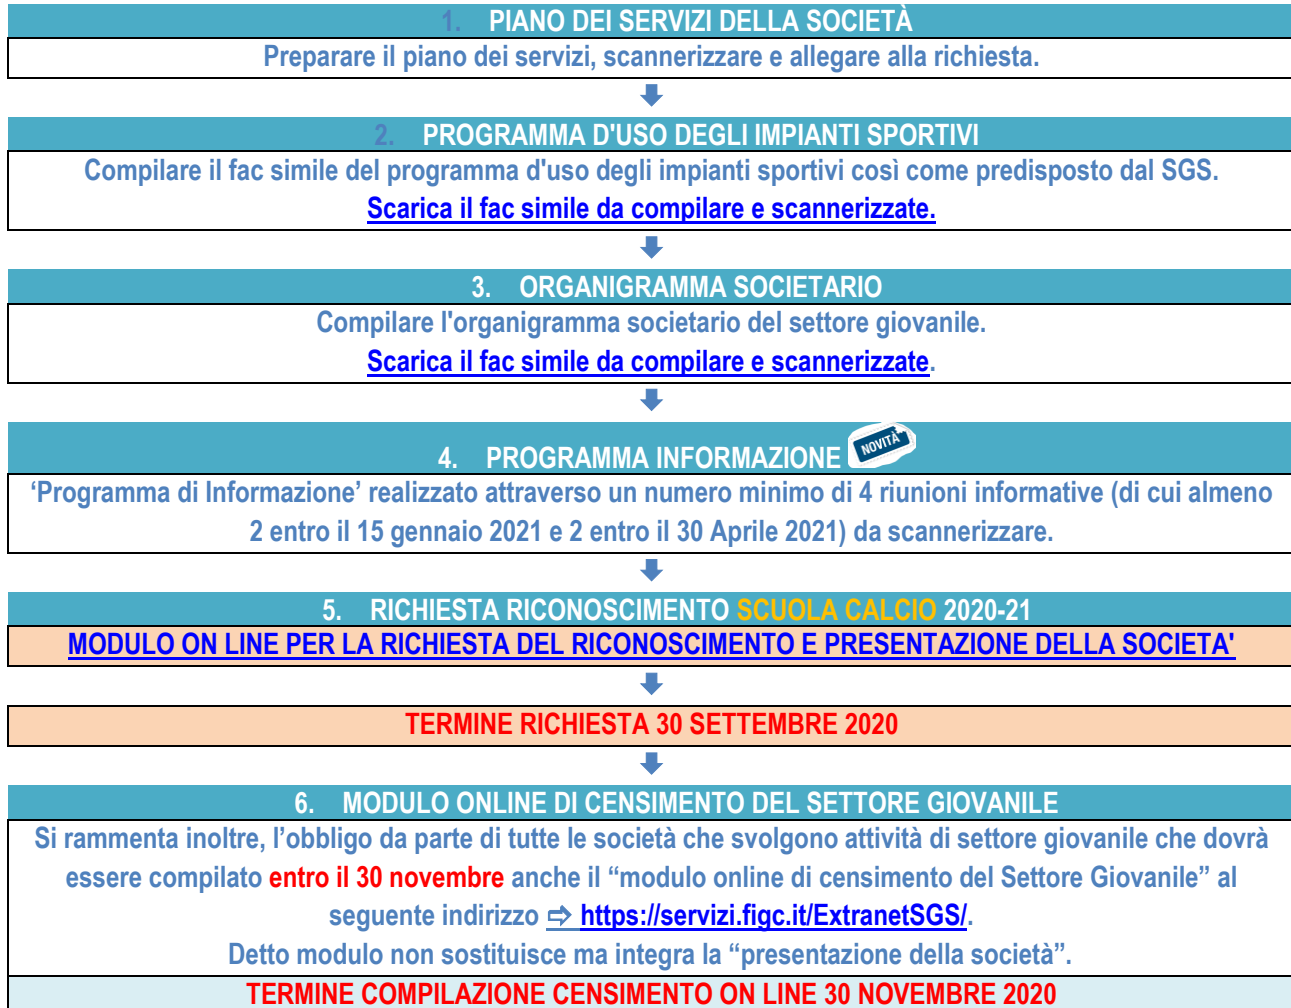 1. PIANO DEI SERVIZI DELLA SOCIETÀ
Preparare il piano dei servizi, scannerizzare e allegare alla richiesta.
2. PROGRAMMA D'USO DEGLI IMPIANTI SPORTIVI
Compilare il fac simile del programma d'uso degli impianti sportivi così come predisposto dal SGS.
Scarica il fac simile da compilare e scannerizzate.
3. ORGANIGRAMMA SOCIETARIO
Compilare l'organigramma societario del settore giovanile.
Scarica il fac simile da compilare e scannerizzate.
4. PROGRAMMA INFORMAZIONE NOVITÀ
‘Programma di Informazione’ realizzato attraverso un numero minimo di 4 riunioni informative (di cui almeno
2 entro il 15 gennaio 2021 e 2 entro il 30 Aprile 2021) da scannerizzare.
5. RICHIESTA RICONOSCIMENTO SCUOLA CALCIO 2020-21
MODULO ON LINE PER LA RICHIESTA DEL RICONOSCIMENTO E PRESENTAZIONE DELLA SOCIETA'
TERMINE RICHIESTA 30 SETTEMBRE 2020
6. MODULO ONLINE DI CENSIMENTO DEL SETTORE GIOVANILE
Si rammenta inoltre, l’obbligo da parte di tutte le società che svolgono attività di settore giovanile che dovrà
essere compilato entro il 30 novembre anche il “modulo online di censimento del Settore Giovanile” al
seguente indirizzo ⇨ https://servizi.figc.it/ExtranetSGS/.
Detto modulo non sostituisce ma integra la “presentazione della società”.
TERMINE COMPILAZIONE CENSIMENTO ON LINE 30 NOVEMBRE 2020